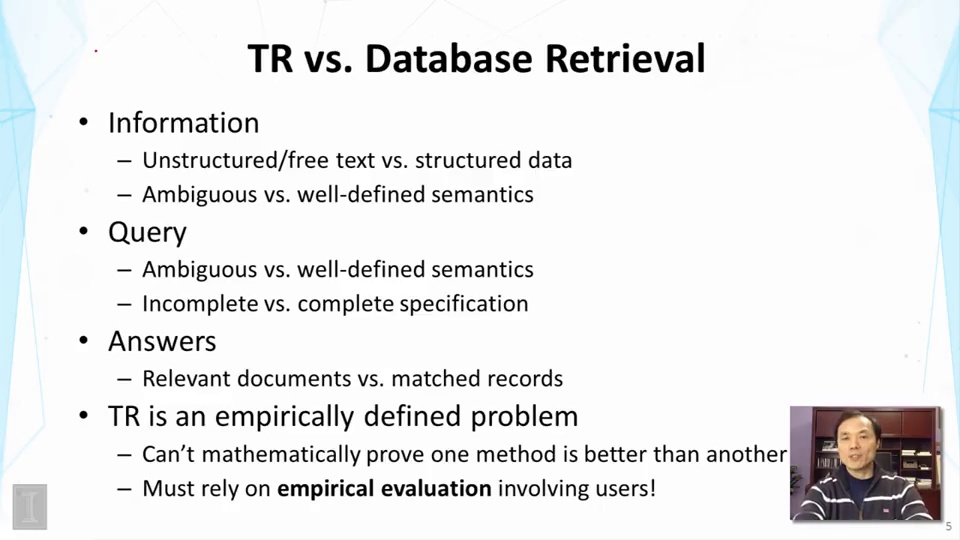 TR vs. Database Retrieval
• Information
– Unstructured/free text vs. structured data
– Ambiguous vs. well-defined semantics
• Query
– Ambiguous vs. well-defined semantics
– Incomplete vs. complete specification
• Answers
– Relevant documents vs. matched records
• TR is an empirically defined problem
– Can’t mathematically prove one method is better than another
– Must rely on empirical evaluation involving users!
I
5